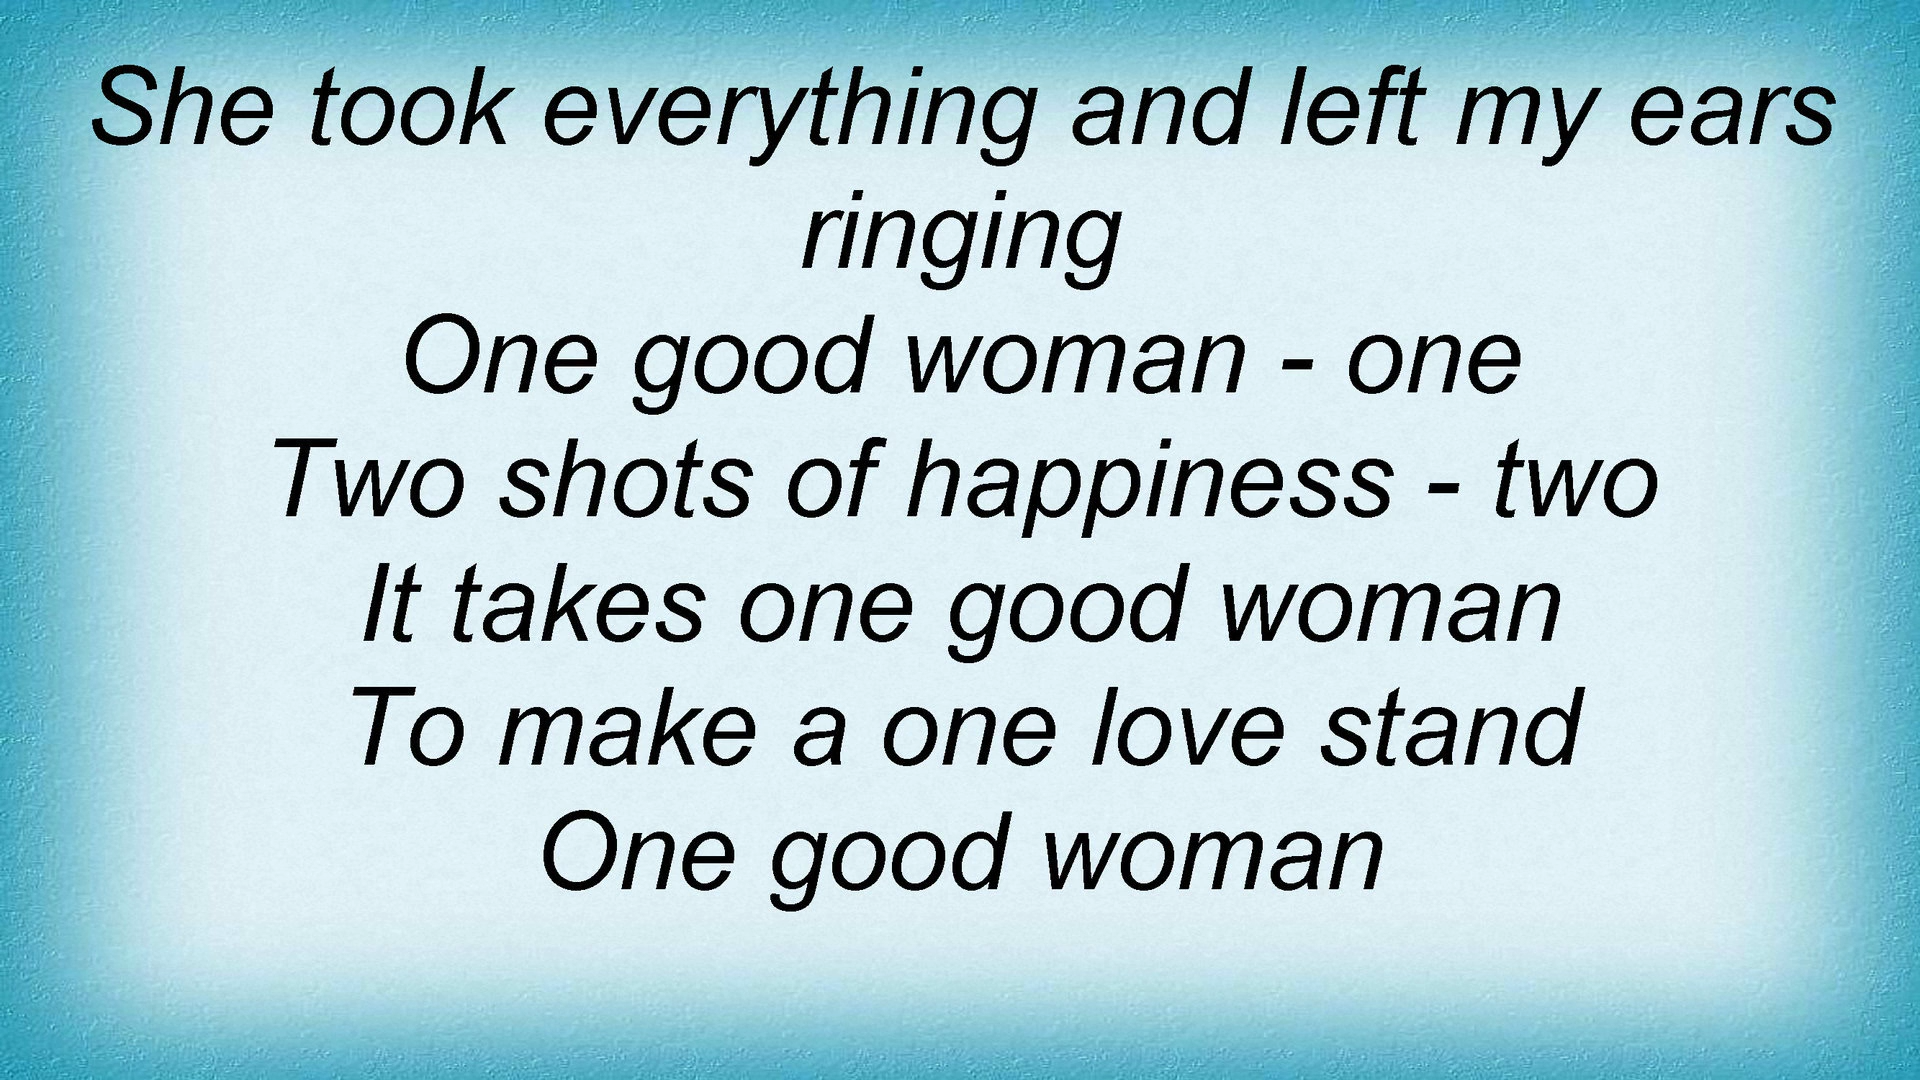 She took everything and left my ears
ringing
One good woman - one
Two shots of happiness - two
It takes one good woman
To make a one love stand
One good woman